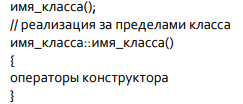 имя_класса();
// реализация за пределами класса
имя_класса::имя_класса()
{
операторы конструктора
}